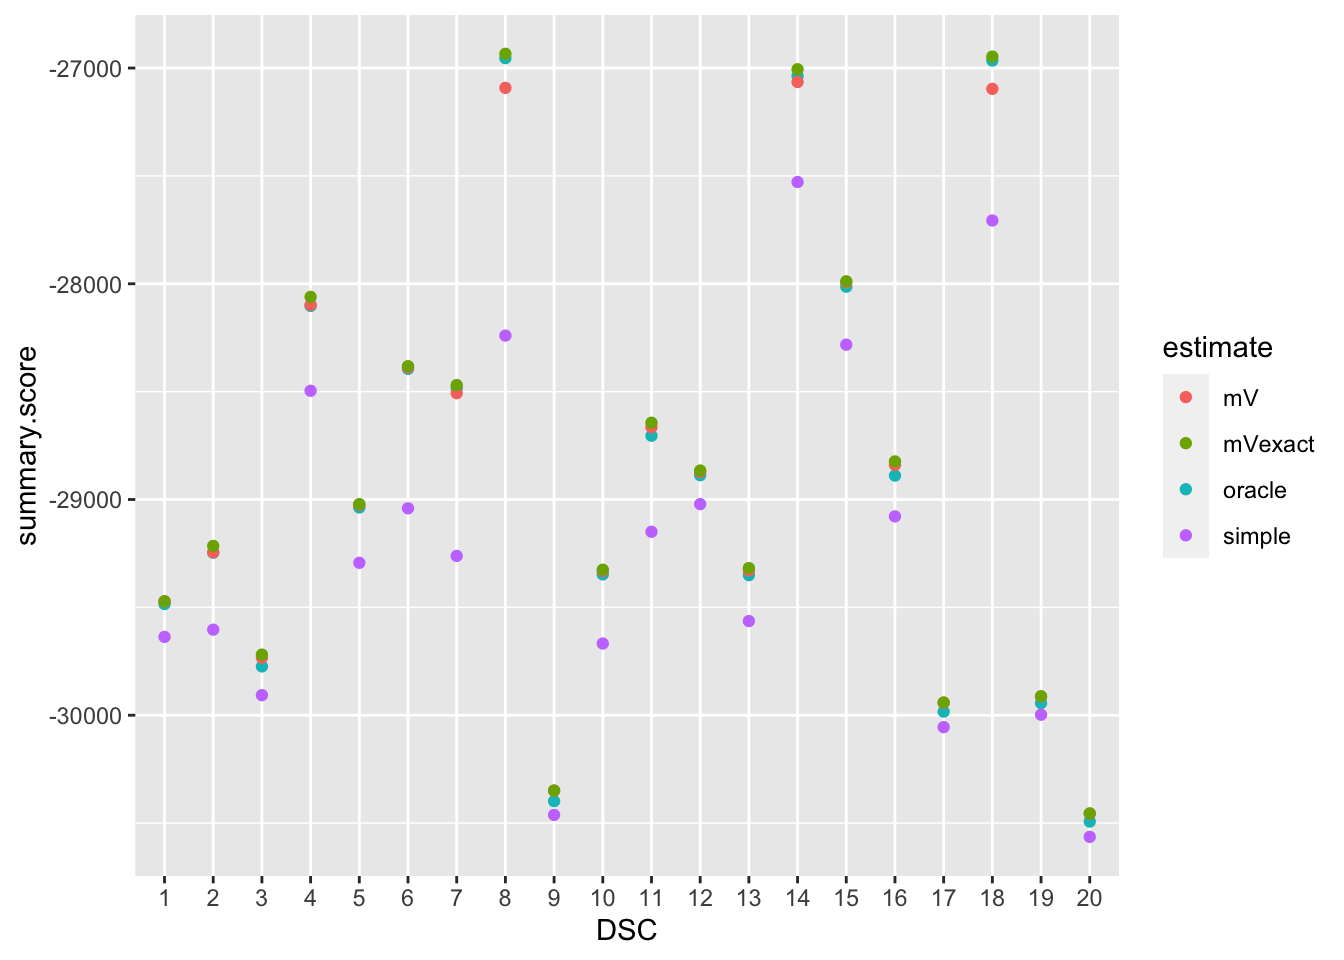 summary.score
-27000
-28000
-29000
-30000
1 2 3 4 5 6 7 8 9 10 11 12 13 14 15 16 17 18 19 20
DSC
estimate
mV
mVexact
oracle
simple